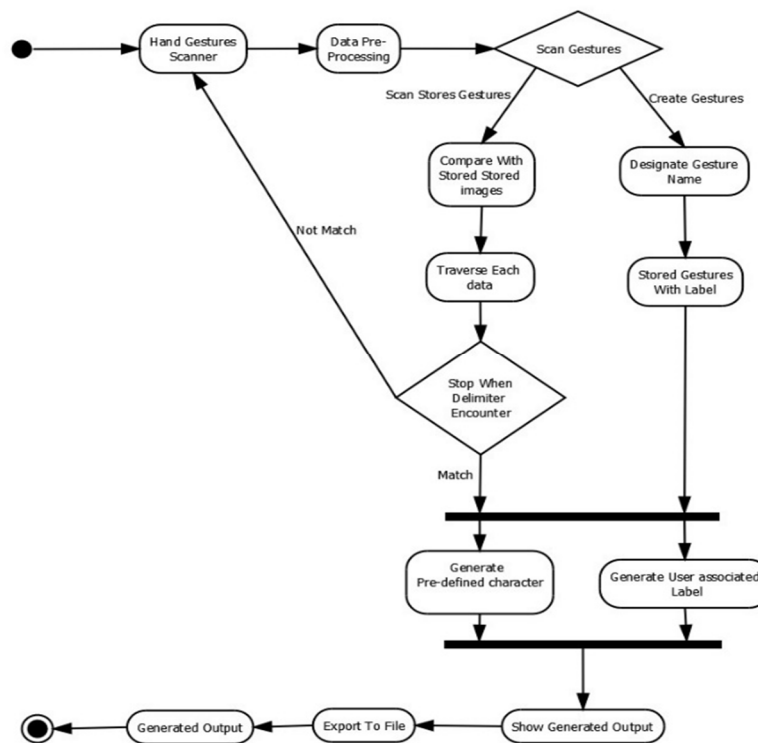 Hand Gestures
Scanner
Data Pre-
Processing
Scan Gestures
Scan Stores Gestures
Create Gestures
Compare With
Stored Stored
images
Designate Gesture
Name
Not Match
Traverse Each
data
Stored Gestures
With Label
Stop When
Delimiter
Encounter
Match
Generate
Pre-defined character
Generate User associated
Label
Generated Output
Export To File
Show Generated Output